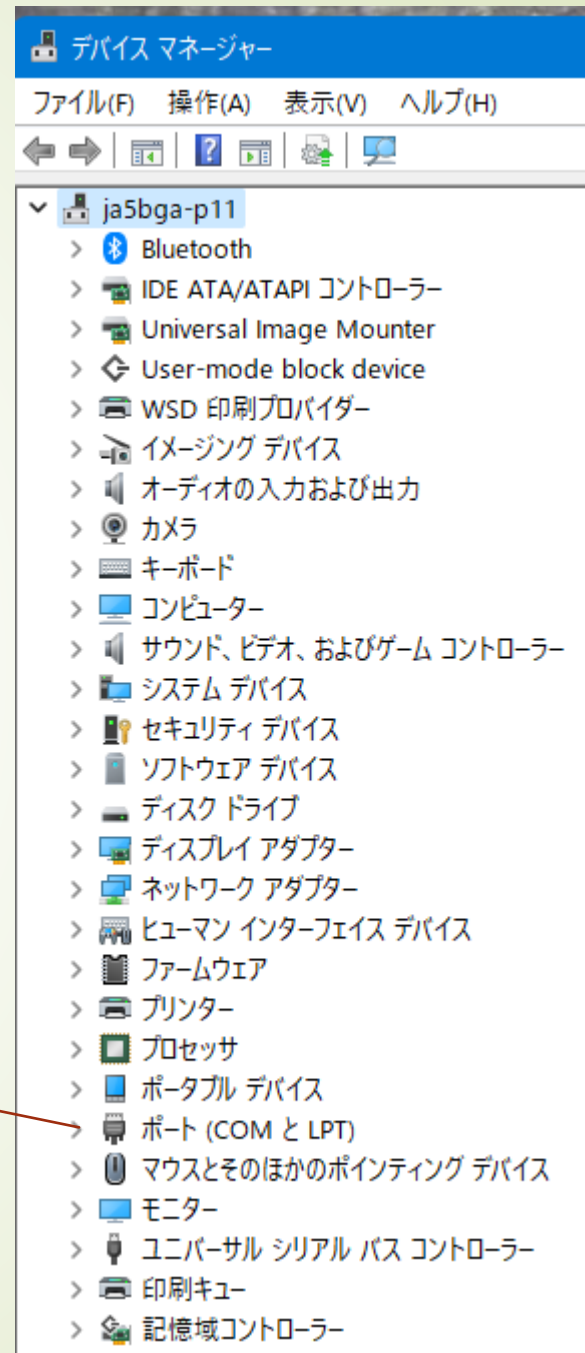 デバイス マネージャー
ファイル(F) 操作(A) 表示(V) ヘルプ(H)
ja5bga-p11
Bluetooth
IDE ATA/ATAPI コントローラー
Universal Image Mounter
User-mode block device
WSD 印刷プロバイダー
イメージング デバイス
オーディオの入力および出力
カメラ
キーボード
コンピューター
サウンド、ビデオ、およびゲーム コントローラー
システム デバイス
セキュリティ デバイス
ソフトウェア デバイス
ディスク ドライブ
ディスプレイ アダプター
ネットワーク アダプター
ヒューマン インターフェイス デバイス
ファームウェア
プリンター
プロセッサ
ポータブル デバイス
ポート (COM と LPT)
マウスとそのほかのポインティング デバイス
モニター
ユニバーサル シリアル バス コントローラー
印刷キュー
記憶域コントローラー